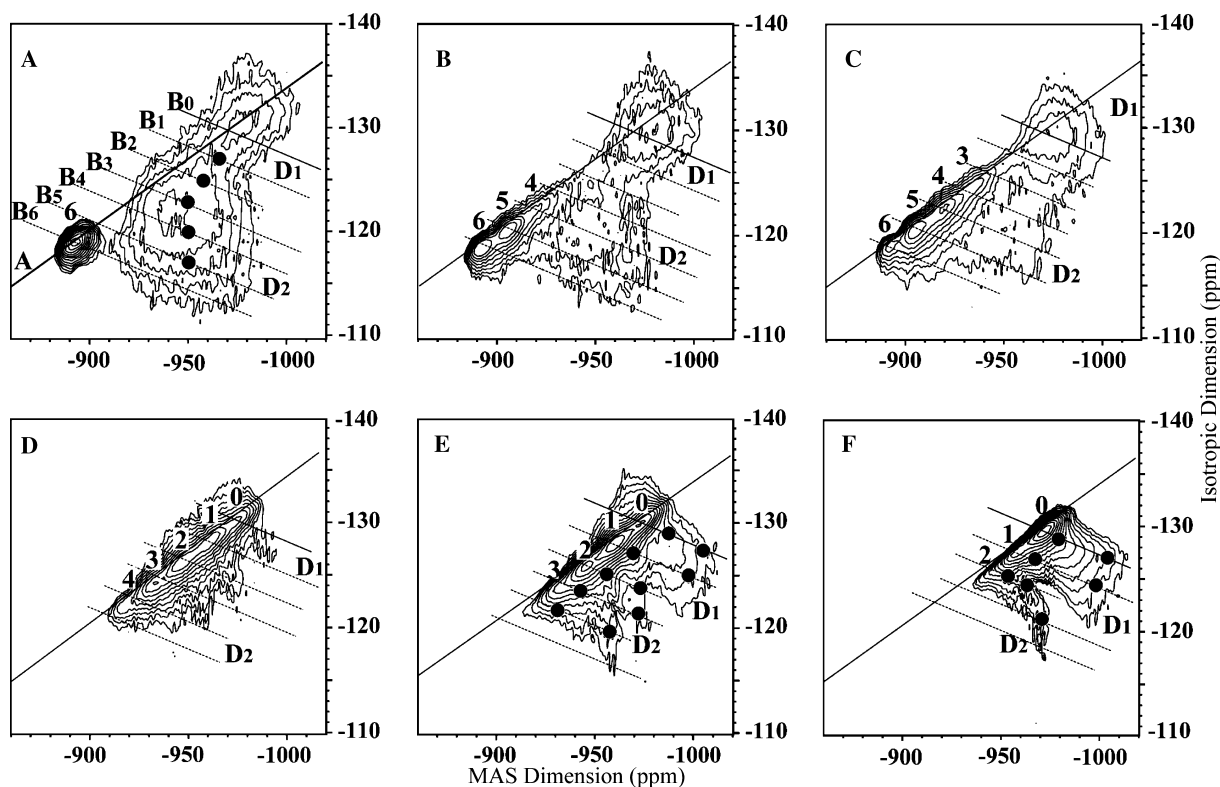 A
B0
B1
B2
B3
B4
B5
B6
6
A
D1
D2
-140
-130
-120
-110
-900
-950
-1000
B
4
5
6
D1
D2
-140
-130
-120
-110
-900
-950
-1000
C
3
4
5
6
D1
D2
-140
-130
-120
-110
-900
-950
-1000
D
0
1
2
3
4
D1
D2
-140
-130
-120
-110
-900
-950
-1000
E
0
1
2
3
D1
D2
-140
-130
-120
-110
-900
-950
-1000
F
0
1
2
D1
D2
-140
-130
-120
-110
-900
-950
-1000
MAS Dimension (ppm)
Isotropic Dimension (ppm)